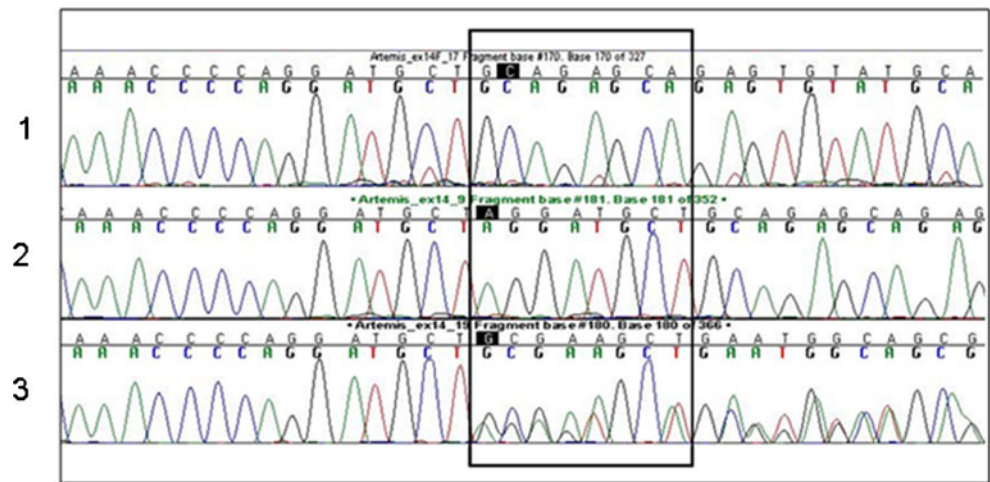 Artemis_ex14F_17 Fragment base #170. Base 170 of 327
A A A C C C C A G G A T G C T G C A G A G C A G A G T G T A T G C A
A A A C C C C A G G A T G C T G C A G A G C A G A G T G T A T G C A
1
• Artemis_ex14_9 Fragment base #181. Base 181 of 352 •
A A A C C C C A G G A T G C T A G G A T G C T G C A G A G C A G A G
A A A C C C C A G G A T G C T A G G A T G C T G C A G A G C A G A G
2
• Artemis_ex14_19 Fragment base #180. Base 180 of 366 •
A A A C C C C A G G A T G C T G C G A A G C T G A A T G G C A G C G
A A A C C C C A G G A T G C T G C G A A G C T G A A T G G C A G C G
3